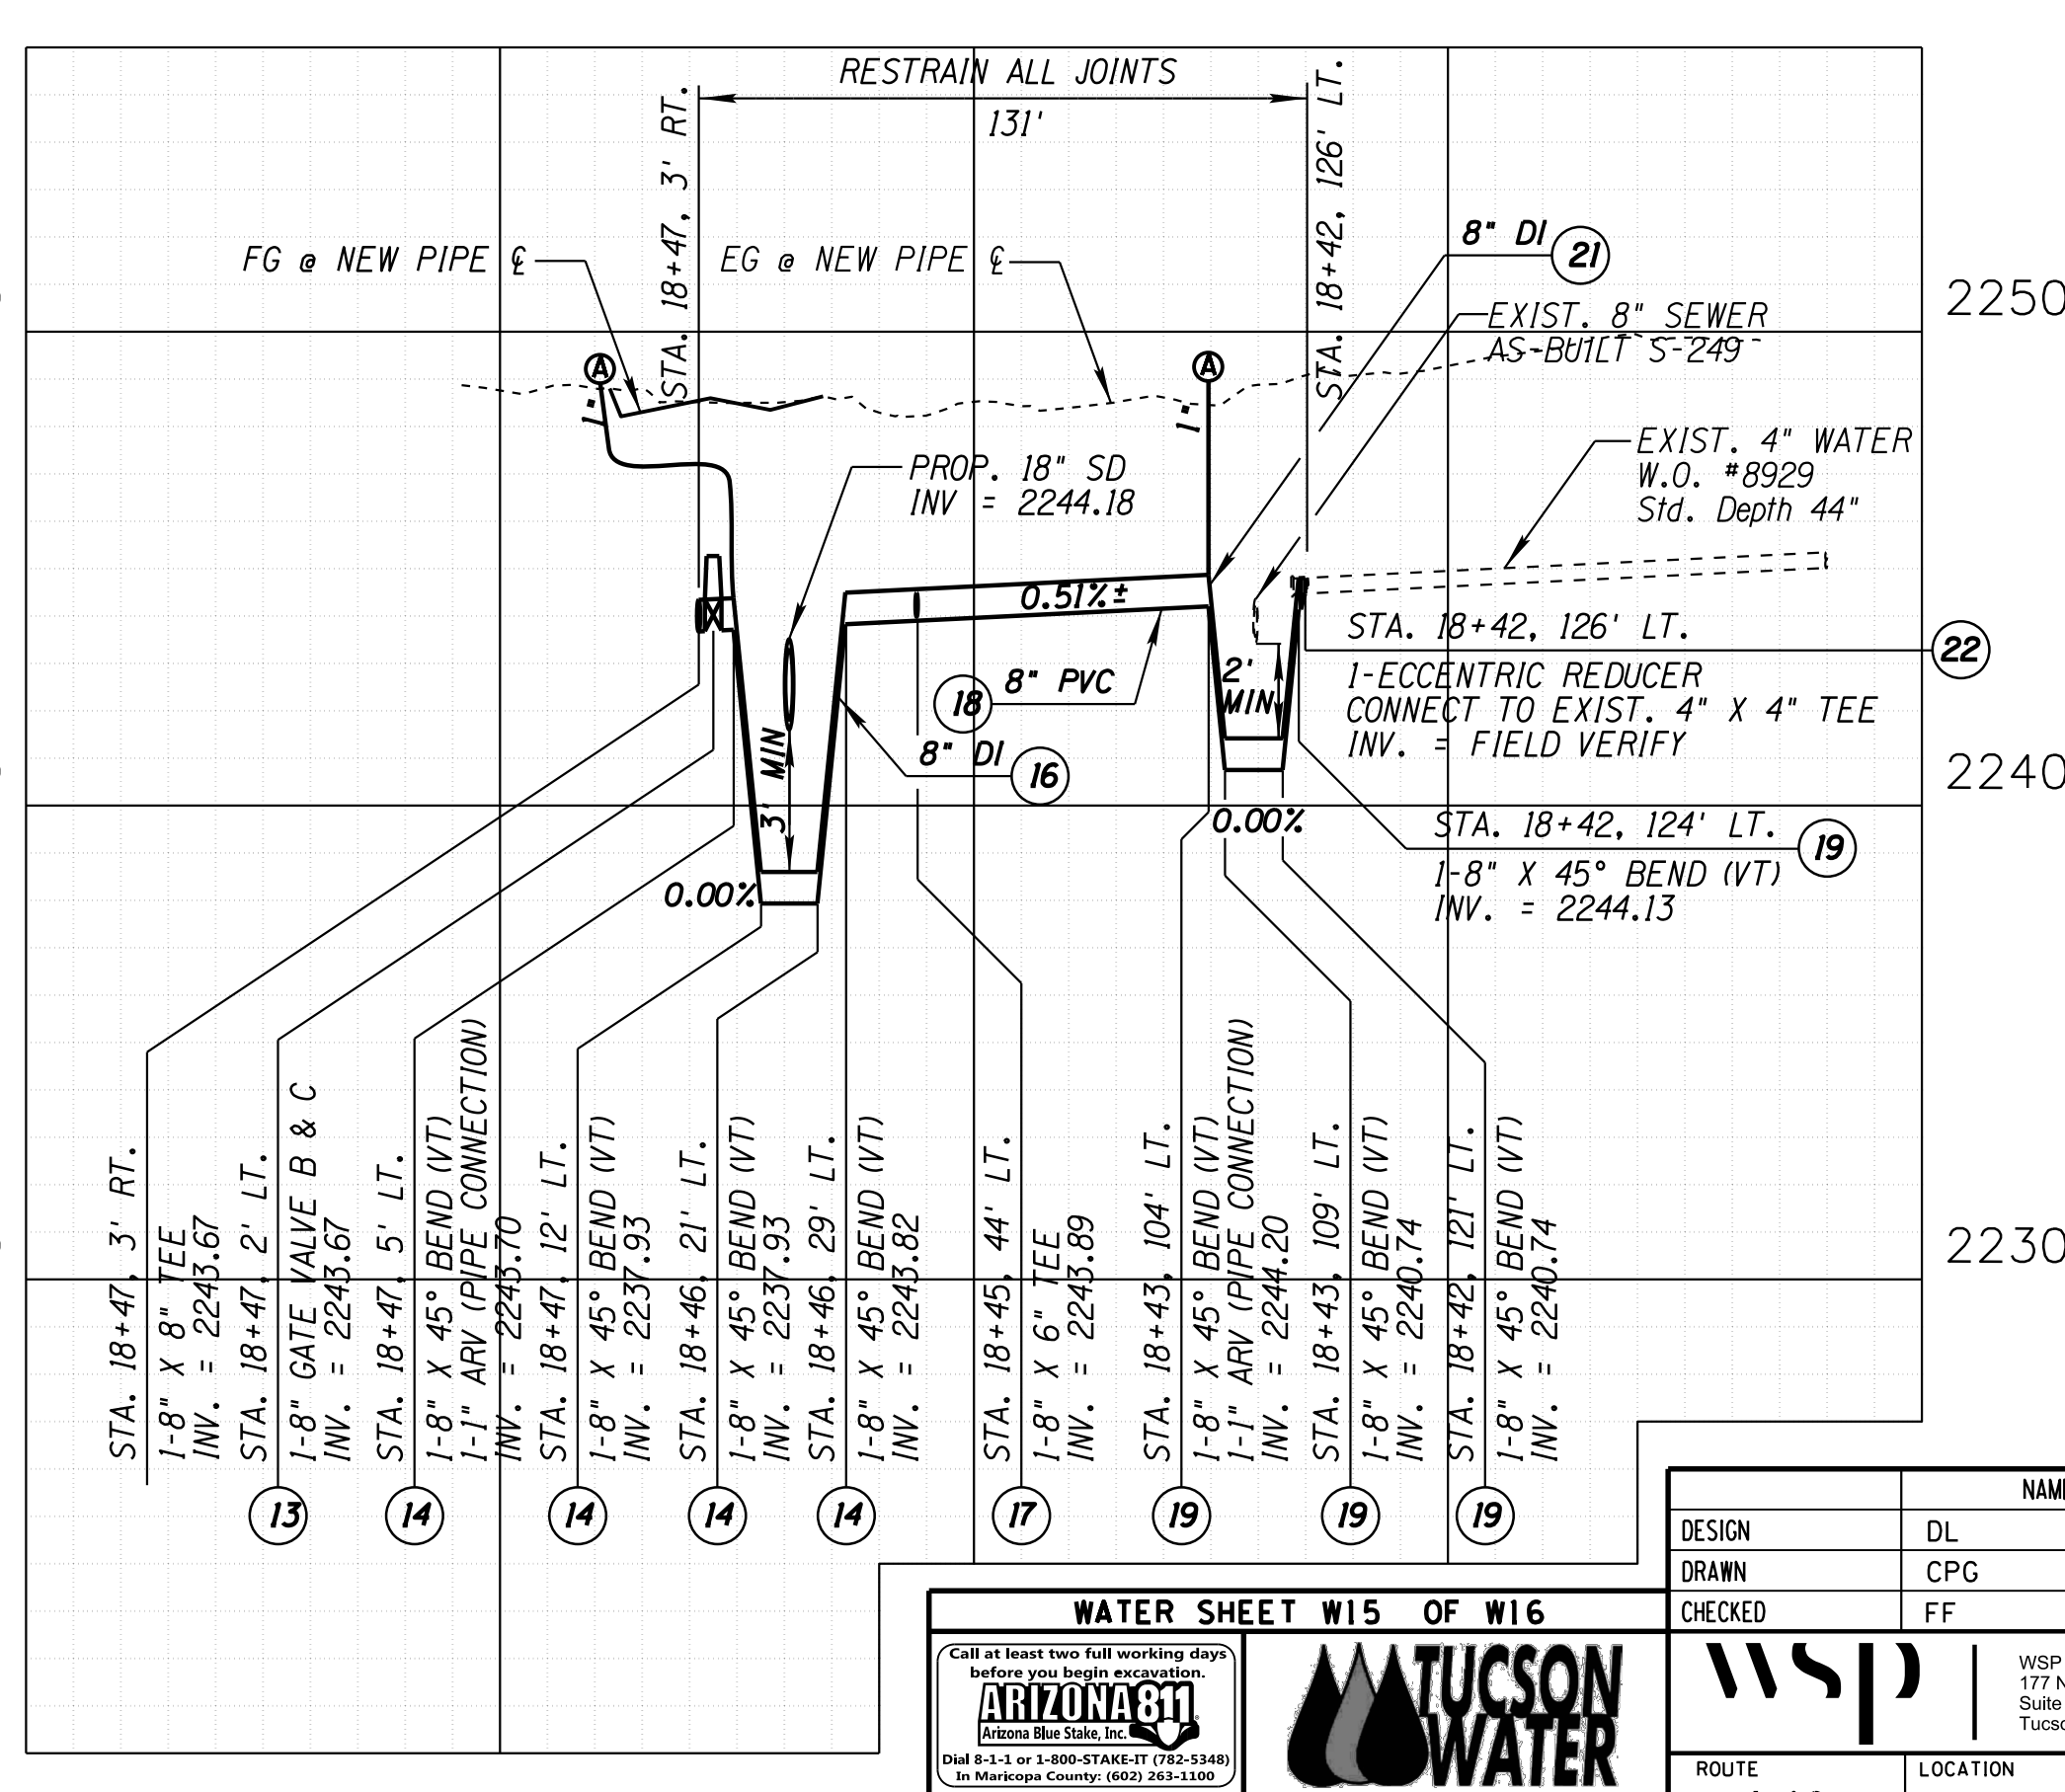 RESTRAIN ALL JOINTS
131'
STA. 18+47, 3' RT.
STA. 18+42, 126' LT.
8" DI 21
FG @ NEW PIPE ℄
EG @ NEW PIPE ℄
2250
EXIST. 8" SEWER
AS-BUILT S-249
A
A
1"
1"
EXIST. 4" WATER
W.O. #8929
Std. Depth 44"
PROP. 18" SD
INV = 2244.18
0.51%±
STA. 18+42, 126' LT.
22
1-ECCENTRIC REDUCER
CONNECT TO EXIST. 4" X 4" TEE
INV. = FIELD VERIFY
2'
MIN
18 8" PVC
8" DI 16
3' MIN
2240
0.00%
0.00%
STA. 18+42, 124' LT.
19
1-8" X 45° BEND (VT)
INV. = 2244.13
2230
STA. 18+47, 3' RT.
1-8" X 8" TEE
INV. = 2243.67
STA. 18+47, 2' LT.
1-8" GATE VALVE B & C
INV. = 2243.67
STA. 18+47, 5' LT.
1-8" X 45° BEND (VT)
1-1" ARV (PIPE CONNECTION)
INV. = 2243.70
STA. 18+47, 12' LT.
1-8" X 45° BEND (VT)
INV. = 2237.93
STA. 18+46, 21' LT.
1-8" X 45° BEND (VT)
INV. = 2237.93
STA. 18+46, 29' LT.
1-8" X 45° BEND (VT)
INV. = 2243.82
STA. 18+45, 44' LT.
1-8" X 6" TEE
INV. = 2243.89
STA. 18+43, 104' LT.
1-8" X 45° BEND (VT)
1-1" ARV (PIPE CONNECTION)
INV. = 2244.20
STA. 18+43, 109' LT.
1-8" X 45° BEND (VT)
INV. = 2240.74
STA. 18+42, 121' LT.
1-8" X 45° BEND (VT)
INV. = 2240.74
13 14 14 14 14 17 19 19 19
DESIGN DL
DRAWN CPG
CHECKED FF
WATER SHEET W15 OF W16
Call at least two full working days
before you begin excavation.
ARIZONA 811
Arizona Blue Stake, Inc.
Dial 8-1-1 or 1-800-STAKE-IT (782-5348)
In Maricopa County: (602) 263-1100
TUCSON
WATER
wsp
WSP
177 N
Suite
ROUTE
LOCATION